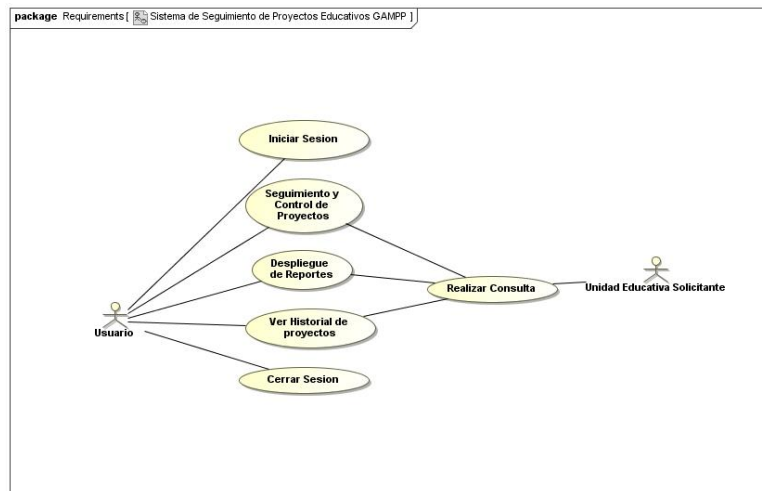 package Requirements [ Sistema de Seguimiento de Proyectos Educativos GAMPP ]
Iniciar Sesion
Seguimiento y
Control de
Proyectos
Despliegue
de Reportes
Realizar Consulta
Unidad Educativa Solicitante
Ver Historial de
proyectos
Usuario
Cerrar Sesion